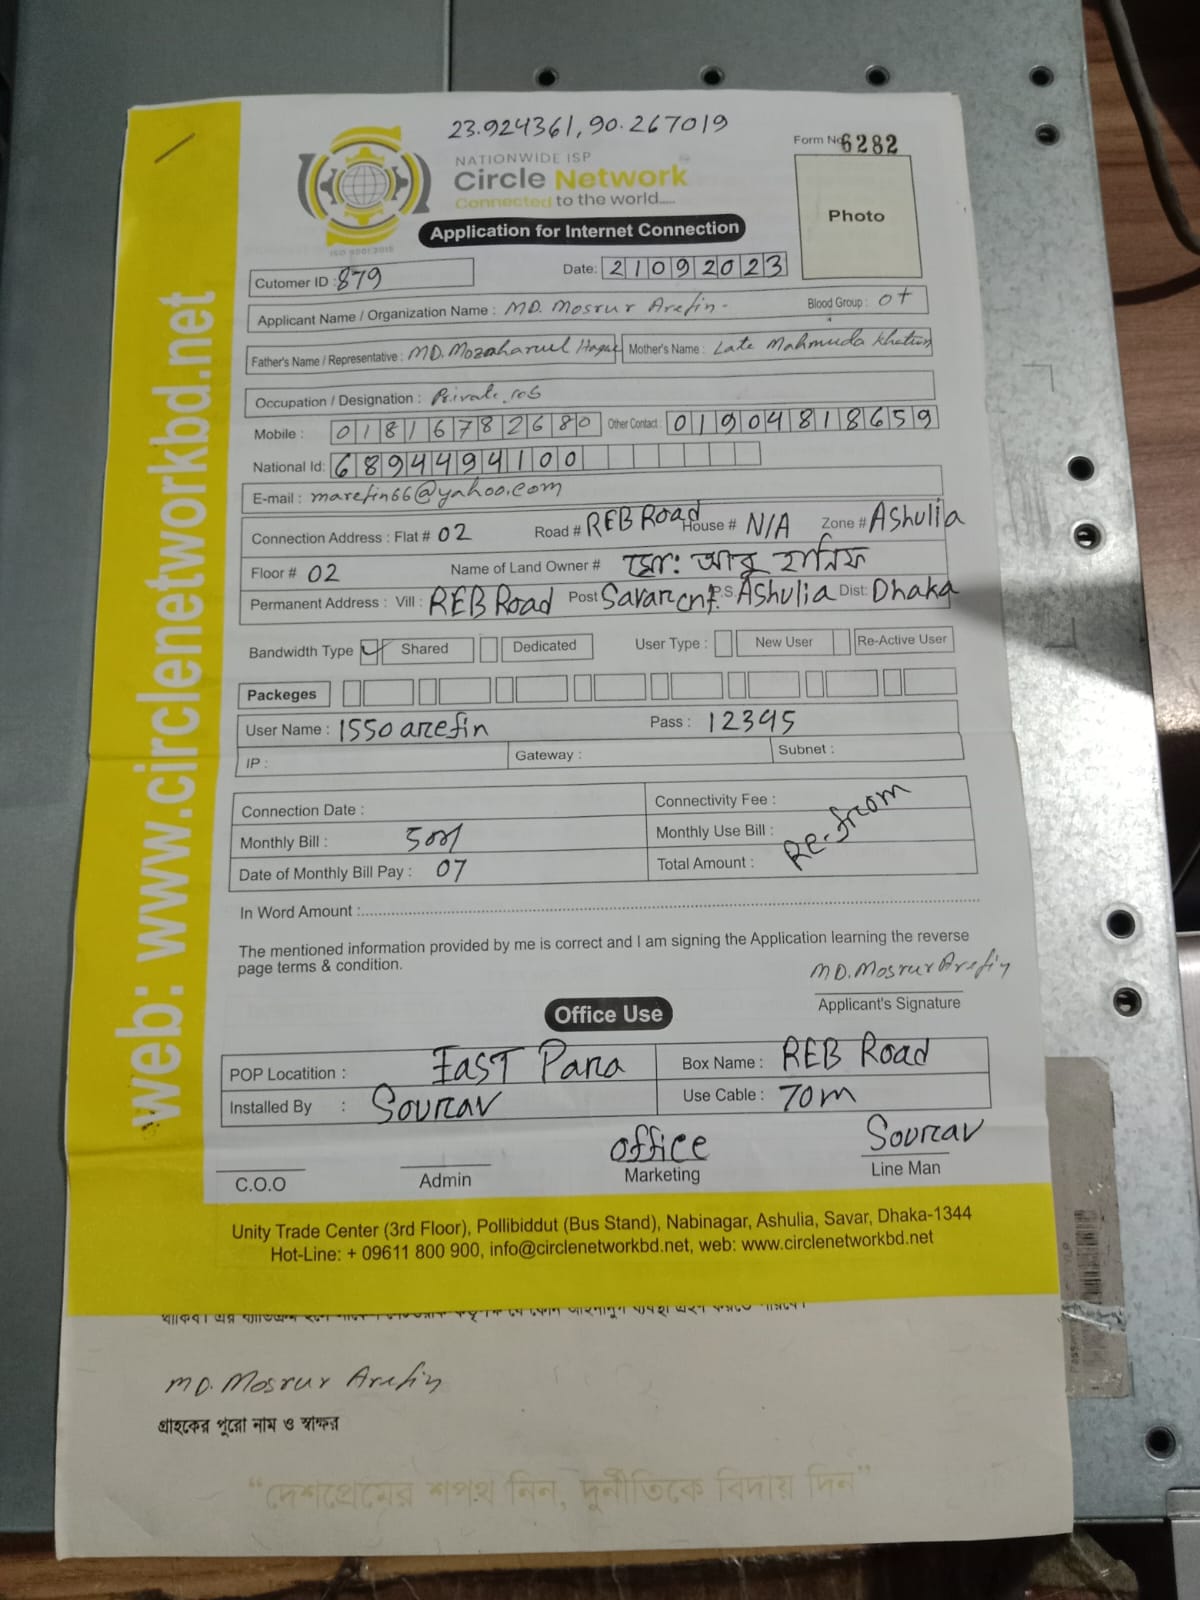 23.924361, 90.267019
Form No 6282
NATIONWIDE ISP
Circle Network
Connected to the world.....
ISO 9001:2015
Photo
Application for Internet Connection
Cutomer ID : 879 Date: 21092023
Applicant Name / Organization Name : MD. Mosrur Arefin- Blood Group: O+
Father's Name / Representative : MD. Mozaharul Haque Mother's Name : Late Mahmuda Khatun
Occupation / Designation : Private
Mobile : 01816782680 Other Contact: 01904818659
National Id: 6894494100
E-mail : marefin66@yahoo.com
Connection Address : Flat # 02 Road # REB Road House # N/A Zone # Ashulia
Floor # 02 Name of Land Owner # মো: আবু হানিফ
Permanent Address : Vill : REB Road Post Savar cnt. P.S. Ashulia Dist: Dhaka
Bandwidth Type Shared Dedicated User Type : New User Re-Active User
Packeges
User Name : 1550 arefin Pass : 12345
IP : Gateway : Subnet :
Connection Date : Connectivity Fee :
Monthly Bill : Monthly Use Bill :
Date of Monthly Bill Pay : 07 Total Amount : Re-from
In Word Amount :
The mentioned information provided by me is correct and I am signing the Application learning the reverse
page terms & condition.
MD. Mosrur Arefin
Applicant's Signature
Office Use
POP Locatition : East Para Box Name : REB Road
Installed By : Sourav Use Cable : 70m
office Sourav
C.O.O Admin Marketing Line Man
Unity Trade Center (3rd Floor), Pollibiddut (Bus Stand), Nabinagar, Ashulia, Savar, Dhaka-1344
Hot-Line: + 09611 800 900, info@circlenetworkbd.net, web: www.circlenetworkbd.net
web: www.circlenetworkbd.net
MD. Mosrur Arefin
গ্রাহকের পুরো নাম ও স্বাক্ষর
“দেশপ্রেমের শপথ নিন, দুর্নীতিকে বিদায় দিন”